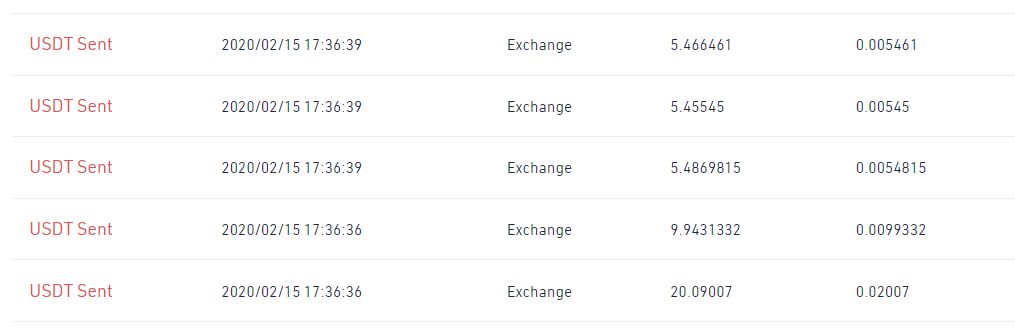 USDT Sent 2020/02/15 17:36:39 Exchange 5.466461 0.005461
USDT Sent 2020/02/15 17:36:39 Exchange 5.45545 0.00545
USDT Sent 2020/02/15 17:36:39 Exchange 5.4869815 0.0054815
USDT Sent 2020/02/15 17:36:36 Exchange 9.9431332 0.0099332
USDT Sent 2020/02/15 17:36:36 Exchange 20.09007 0.02007